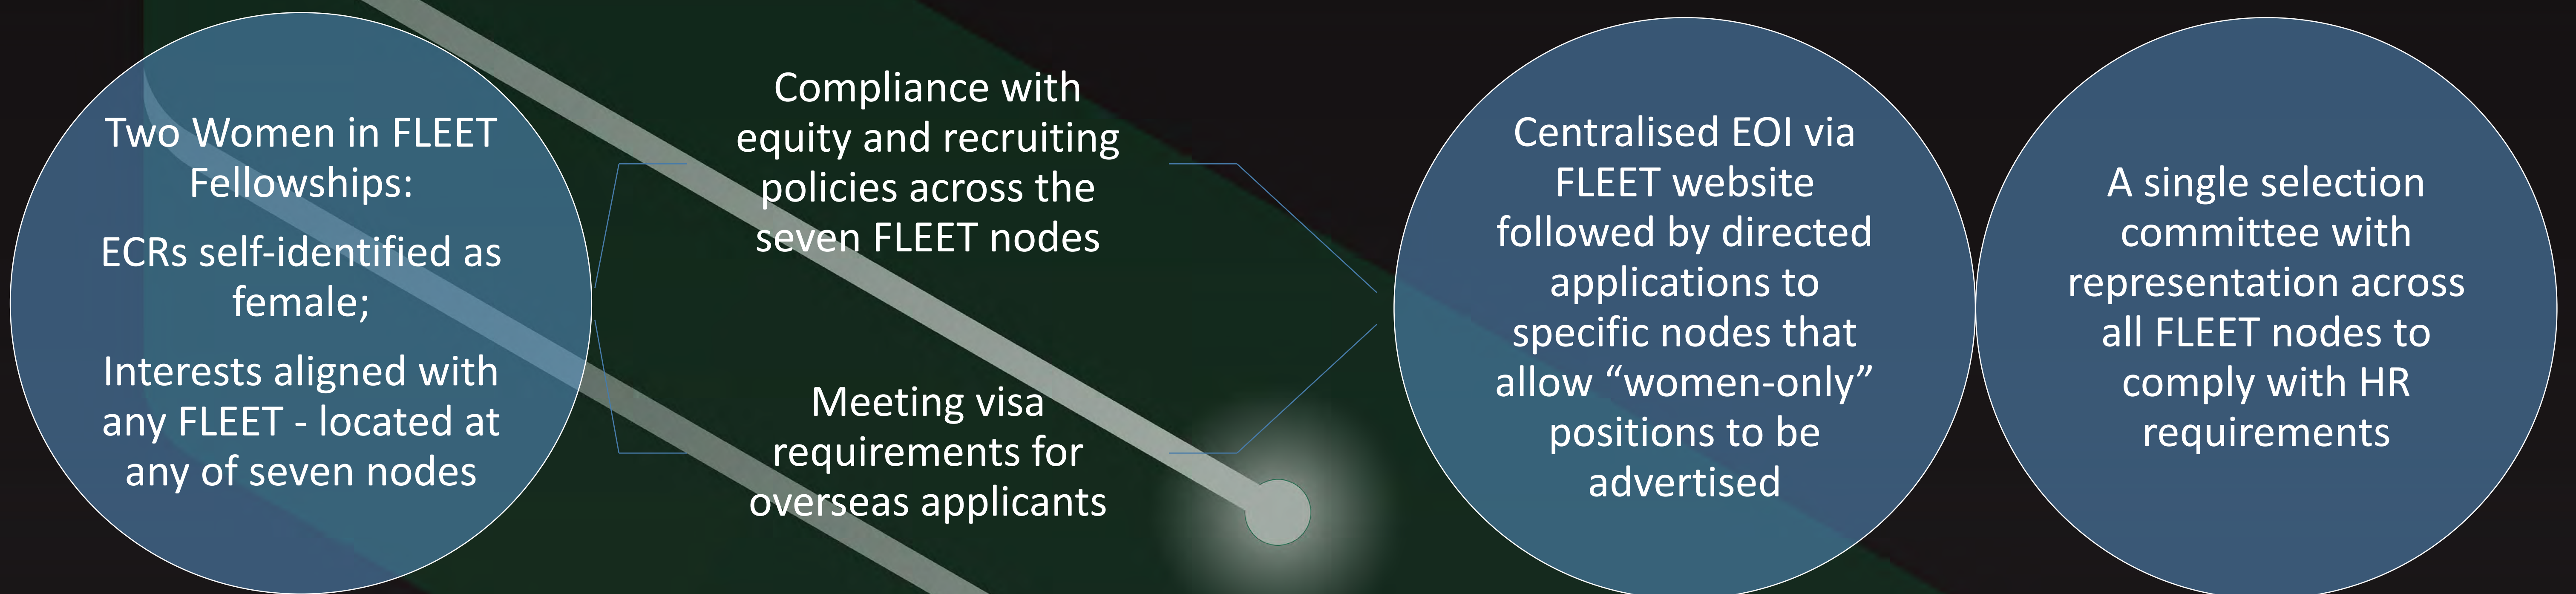 Two Women in FLEET
Fellowships:
ECRs self-identified as
female;
Interests aligned with
any FLEET - located at
any of seven nodes
Compliance with
equity and recruiting
policies across the
seven FLEET nodes
Meeting visa
requirements for
overseas applicants
Centralised EOI via
FLEET website
followed by directed
applications to
specific nodes that
allow “women-only”
positions to be
advertised
A single selection
committee with
representation across
all FLEET nodes to
comply with HR
requirements